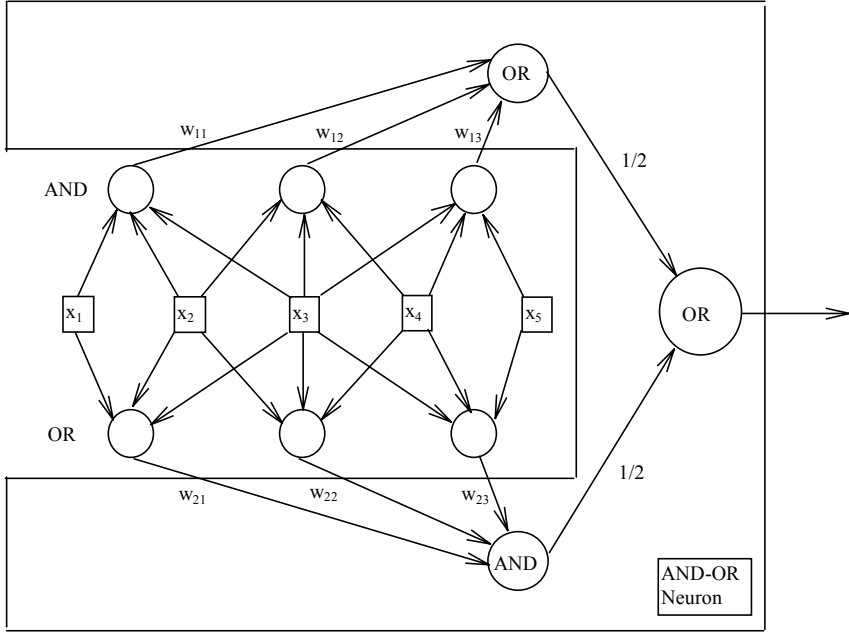 OR
w₁₁
w₁₂
w₁₃
1/2
AND
x₁
x₂
x₃
x₄
x₅
OR
OR
1/2
w₂₁
w₂₂
w₂₃
AND
AND-OR
Neuron